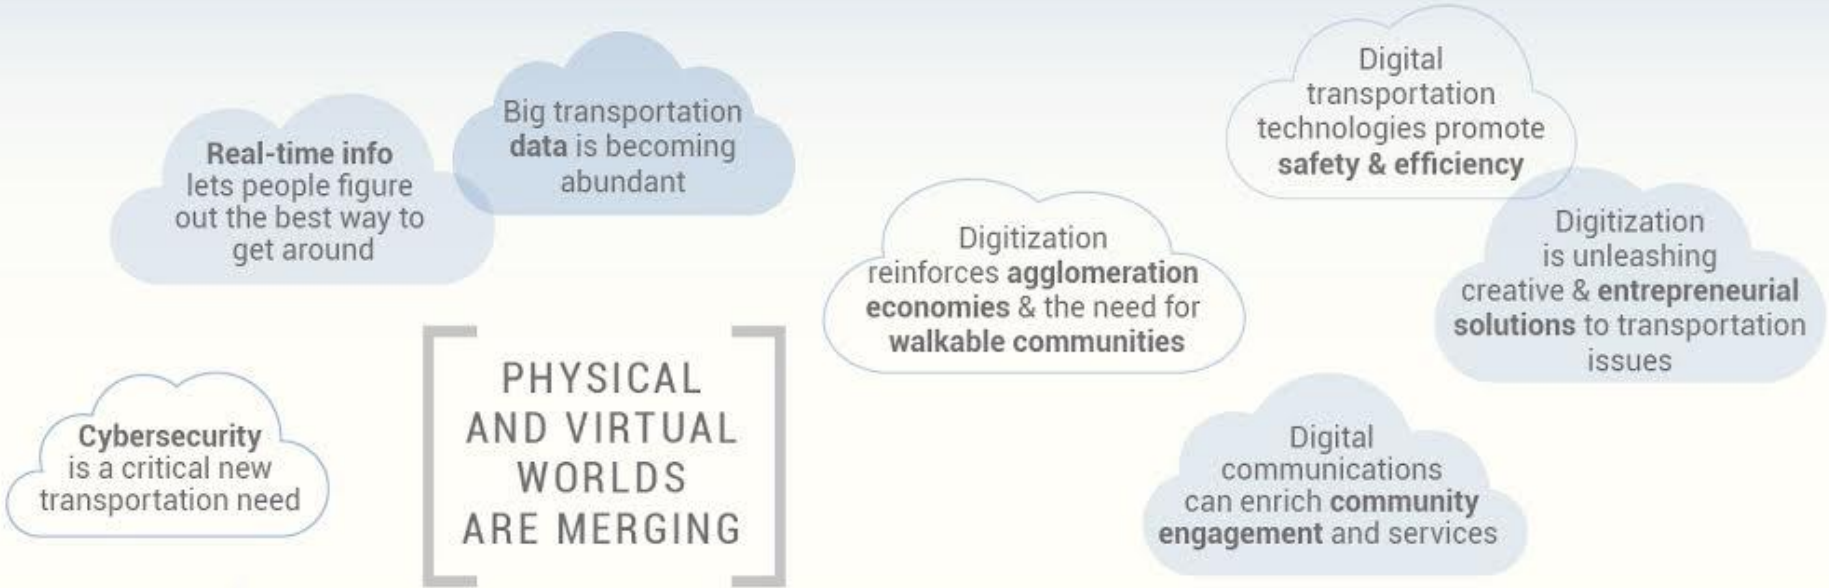 Real-time info
lets people figure
out the best way to
get around
Big transportation
data is becoming
abundant
Digital
transportation
technologies promote
safety & efficiency
Digitization
reinforces agglomeration
economies & the need for
walkable communities
Digitization
is unleashing
creative & entrepreneurial
solutions to transportation
issues
Cybersecurity
is a critical new
transportation need
PHYSICAL
AND VIRTUAL
WORLDS
ARE MERGING
Digital
communications
can enrich community
engagement and services